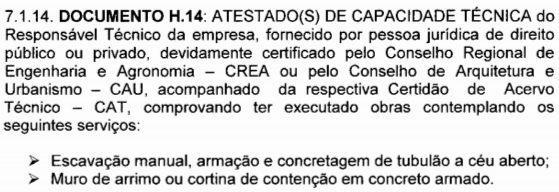 7.1.14. DOCUMENTO H.14: ATESTADO(S) DE CAPACIDADE TÉCNICA do
Responsável Técnico da empresa, fornecido por pessoa jurídica de direito
público ou privado, devidamente certificado pelo Conselho Regional de
Engenharia e Agronomia – CREA ou pelo Conselho de Arquitetura e
Urbanismo – CAU, acompanhado da respectiva Certidão de Acervo
Técnico – CAT, comprovando ter executado obras contemplando os
seguintes serviços:
➢ Escavação manual, armação e concretagem de tubulão a céu aberto;
➢ Muro de arrimo ou cortina de contenção em concreto armado.